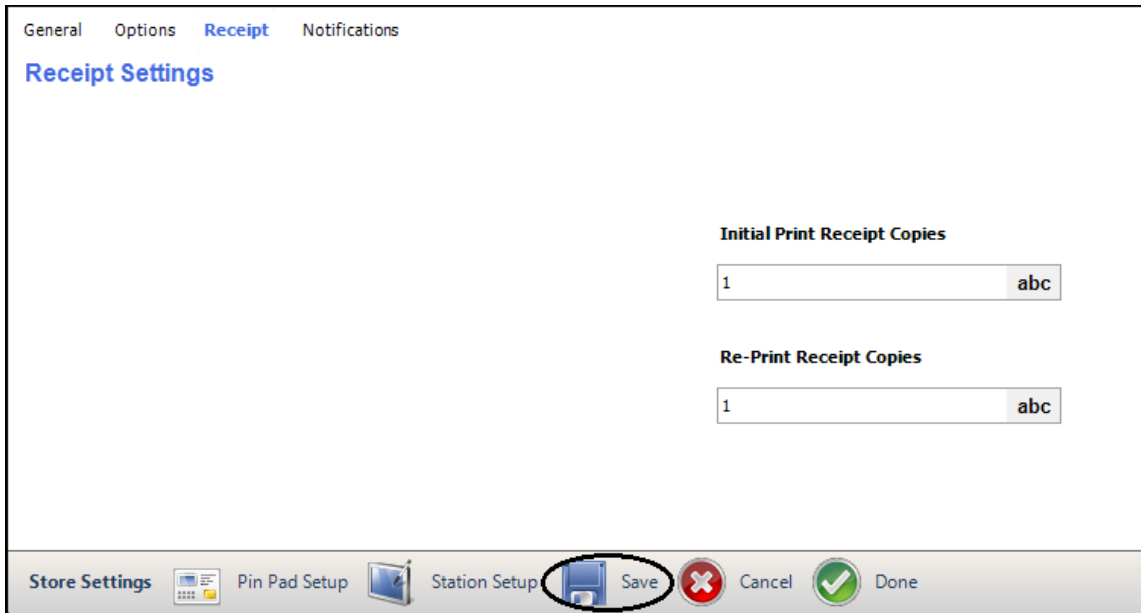 General Options Receipt Notifications
Receipt Settings
Initial Print Receipt Copies
1 abc
Re-Print Receipt Copies
1 abc
Store Settings Pin Pad Setup Station Setup Save Cancel Done